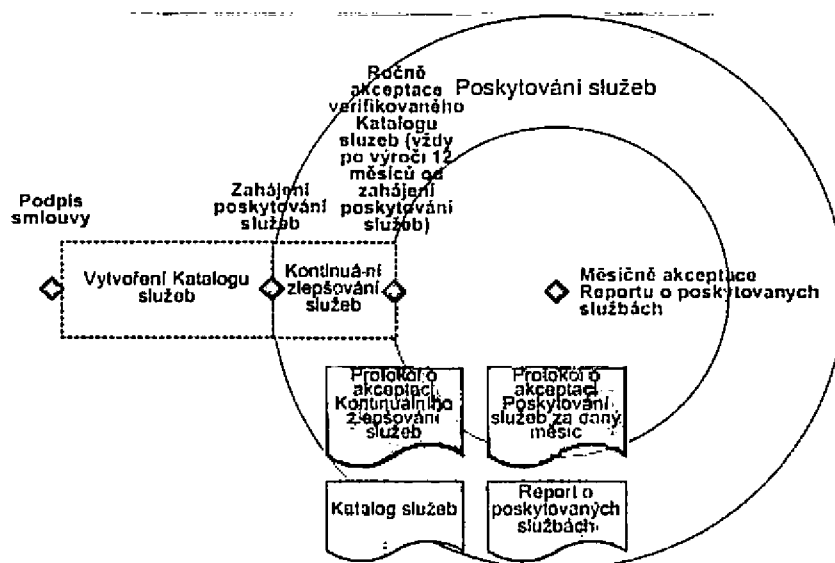 Poskytování služeb
Ročně
akceptace
verifikovaného
Katalogu
sluzeb (vždy
po výročí 12
měsíců od
zahájení
poskytování
služeb)
Zahájení
poskytování
služeb
Podpis
smlouvy
Vytvoření Katalogu
služeb
Kontinuální
zlepšování
služeb
Měsíčně akceptace
Reportu o poskytovaných
službách
Protokol o
akceptaci
Kontinuálního
zlepšování
služeb
Protokol o
akceptaci
Poskytování
služeb za daný
měsíc
Katalog služeb
Report o
poskytovaných
službách